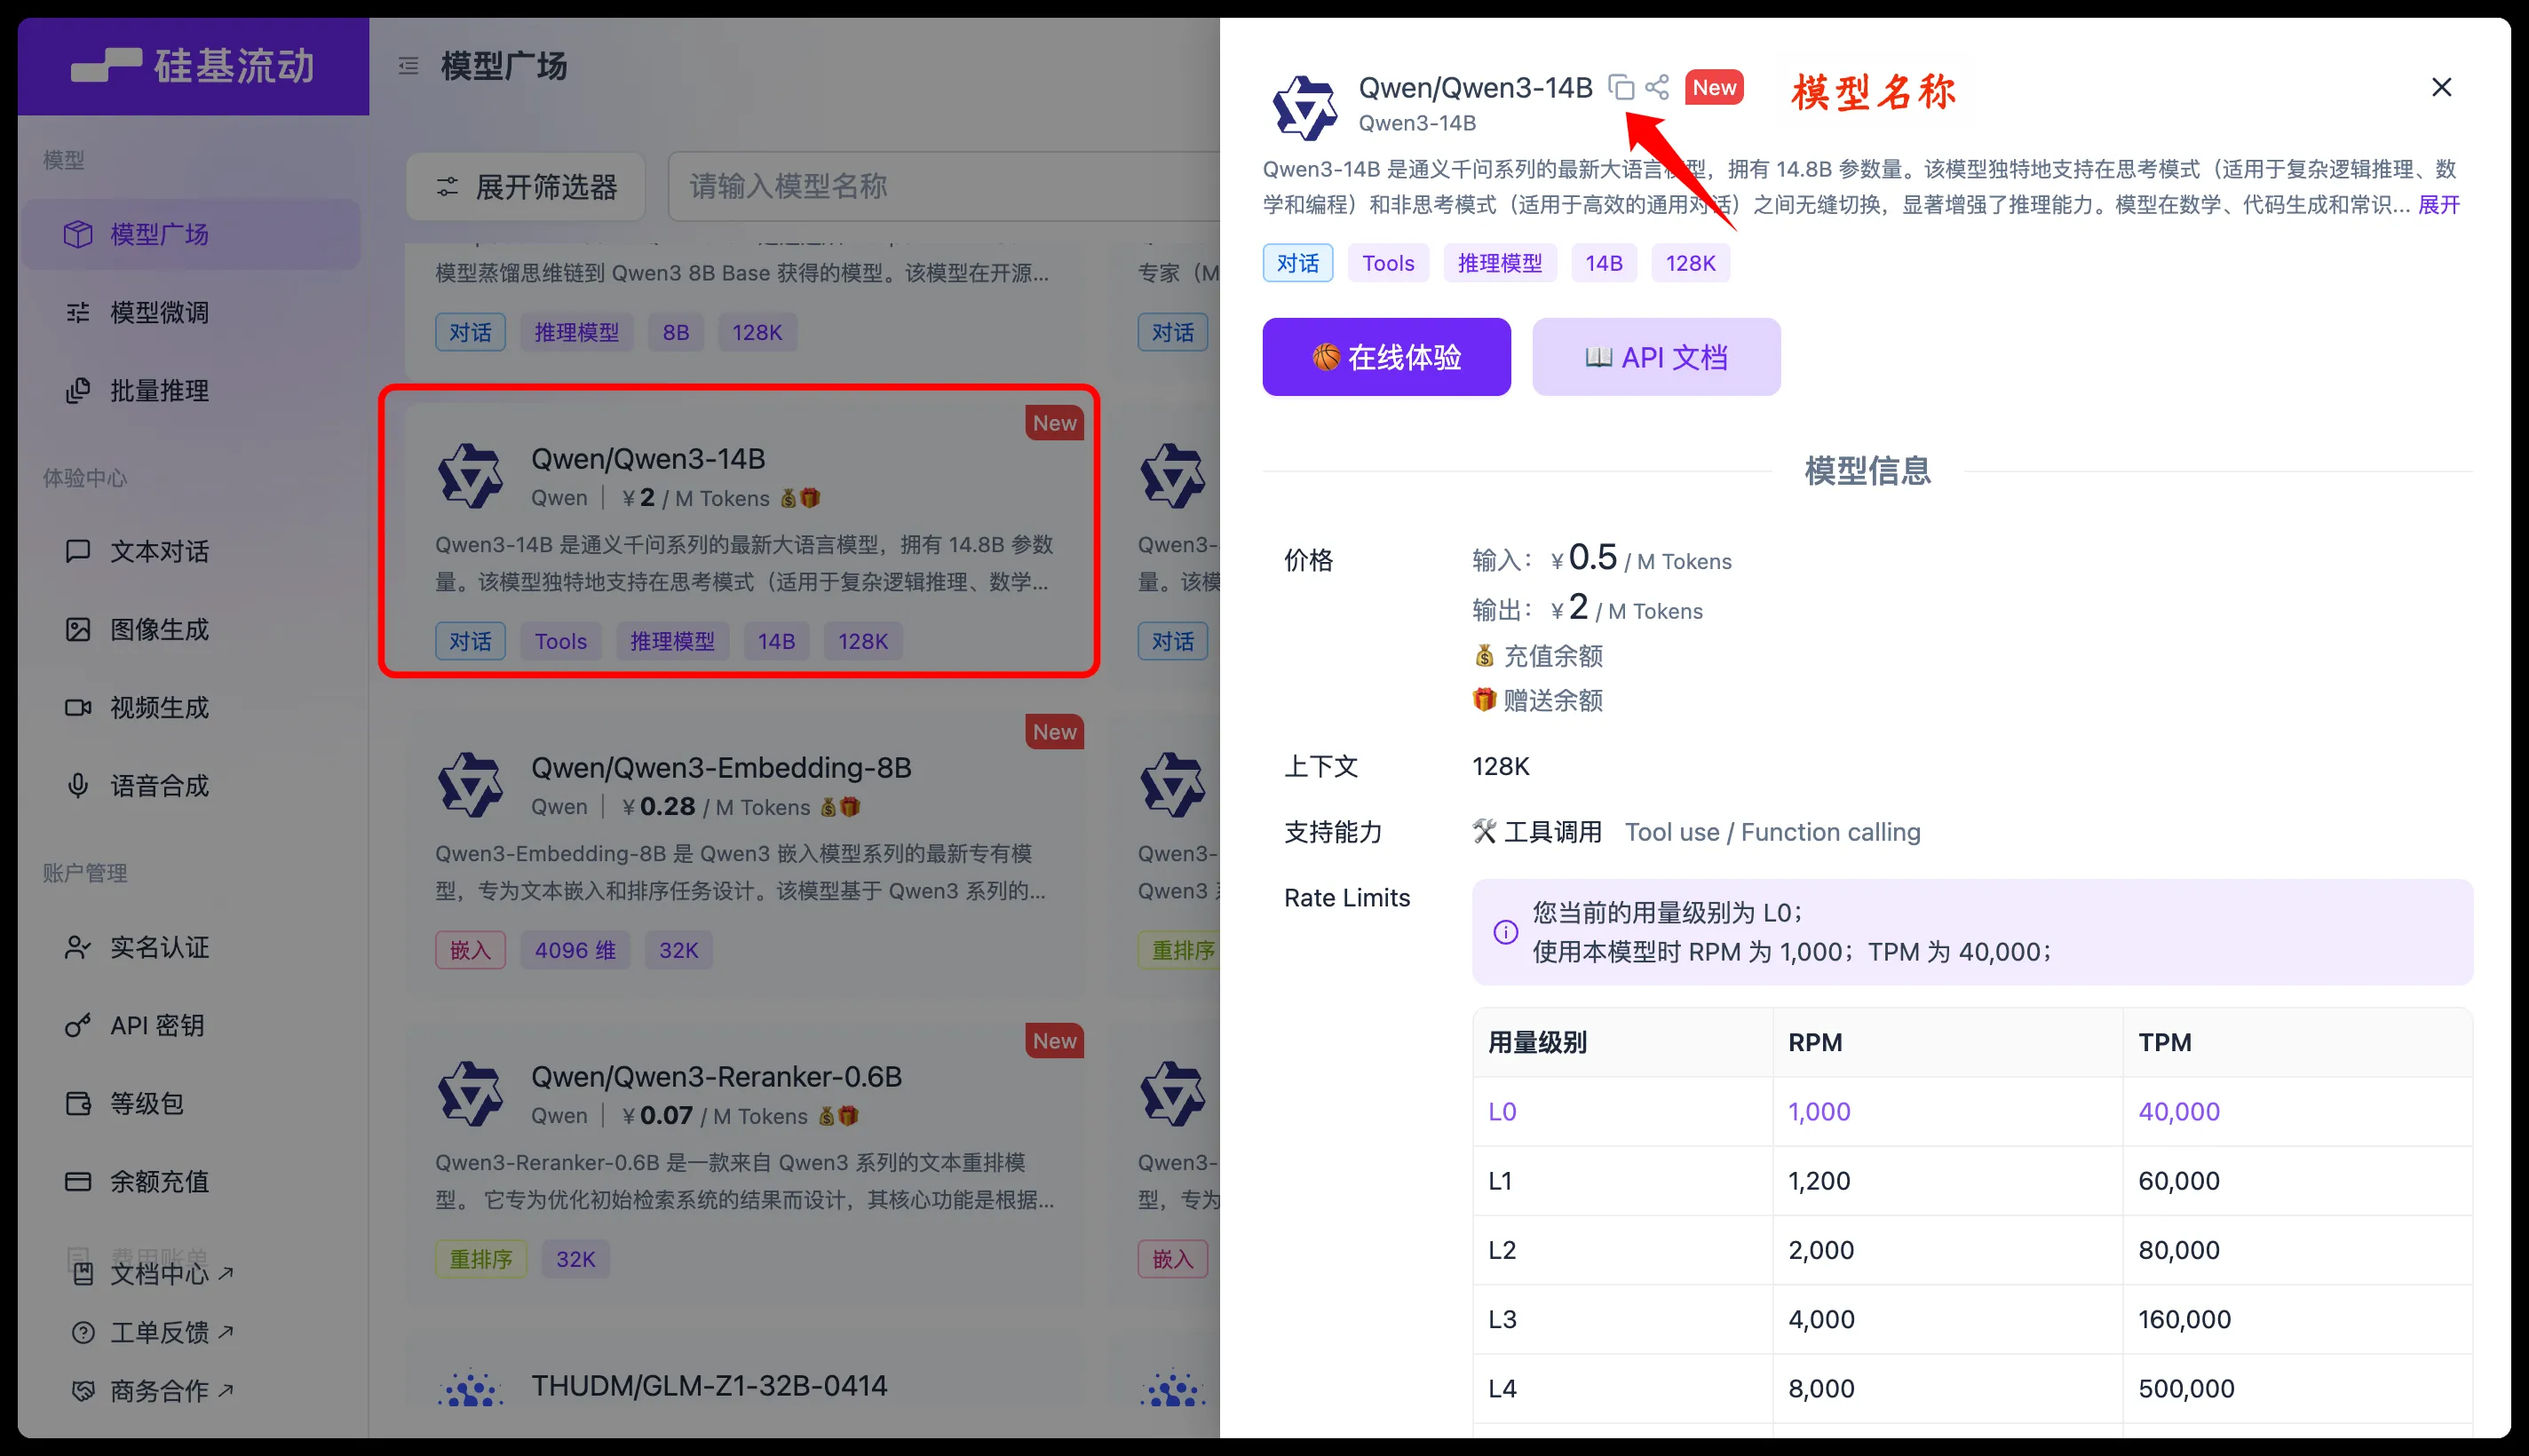 硅基流动
模型
模型广场
模型微调
批量推理
体验中心
文本对话
图像生成
视频生成
语音合成
账户管理
实名认证
API 密钥
等级包
余额充值
费用账单
文档中心
工单反馈
商务合作
模型广场
展开筛选器
请输入模型名称
模型蒸馏思维链到 Qwen3 8B Base 获得的模型。该模型在开源...
对话 推理模型 8B 128K
New
Qwen/Qwen3-14B
Qwen | ¥ 2 / M Tokens 💰🎁
Qwen3-14B 是通义千问系列的最新大语言模型，拥有 14.8B 参数
量。该模型独特地支持在思考模式（适用于复杂逻辑推理、数学...
对话 Tools 推理模型 14B 128K
New
Qwen/Qwen3-Embedding-8B
Qwen | ¥ 0.28 / M Tokens 💰🎁
Qwen3-Embedding-8B 是 Qwen3 嵌入模型系列的最新专有模
型，专为文本嵌入和排序任务设计。该模型基于 Qwen3 系列的...
嵌入 4096 维 32K
New
Qwen/Qwen3-Reranker-0.6B
Qwen | ¥ 0.07 / M Tokens 💰🎁
Qwen3-Reranker-0.6B 是一款来自 Qwen3 系列的文本重排模
型。 它专为优化初始检索系统的结果而设计，其核心功能是根据...
重排序 32K
THUDM/GLM-Z1-32B-0414
专家（M
对话
Qwen3-
量。该模
对话
Qwen3-
Qwen3
重排序
Qwen3-
型，专为
嵌入
Qwen/Qwen3-14B New 模型名称
Qwen3-14B
Qwen3-14B 是通义千问系列的最新大语言模型，拥有 14.8B 参数量。该模型独特地支持在思考模式（适用于复杂逻辑推理、数
学和编程）和非思考模式（适用于高效的通用对话）之间无缝切换，显著增强了推理能力。模型在数学、代码生成和常识... 展开
对话 Tools 推理模型 14B 128K
🏀 在线体验 📖 API 文档
模型信息
价格 输入： ¥ 0.5 / M Tokens
输出： ¥ 2 / M Tokens
💰 充值余额
🎁 赠送余额
上下文 128K
支持能力 🛠 工具调用 Tool use / Function calling
Rate Limits
您当前的用量级别为 L0；
使用本模型时 RPM 为 1,000；TPM 为 40,000；
用量级别 RPM TPM
L0 1,000 40,000
L1 1,200 60,000
L2 2,000 80,000
L3 4,000 160,000
L4 8,000 500,000